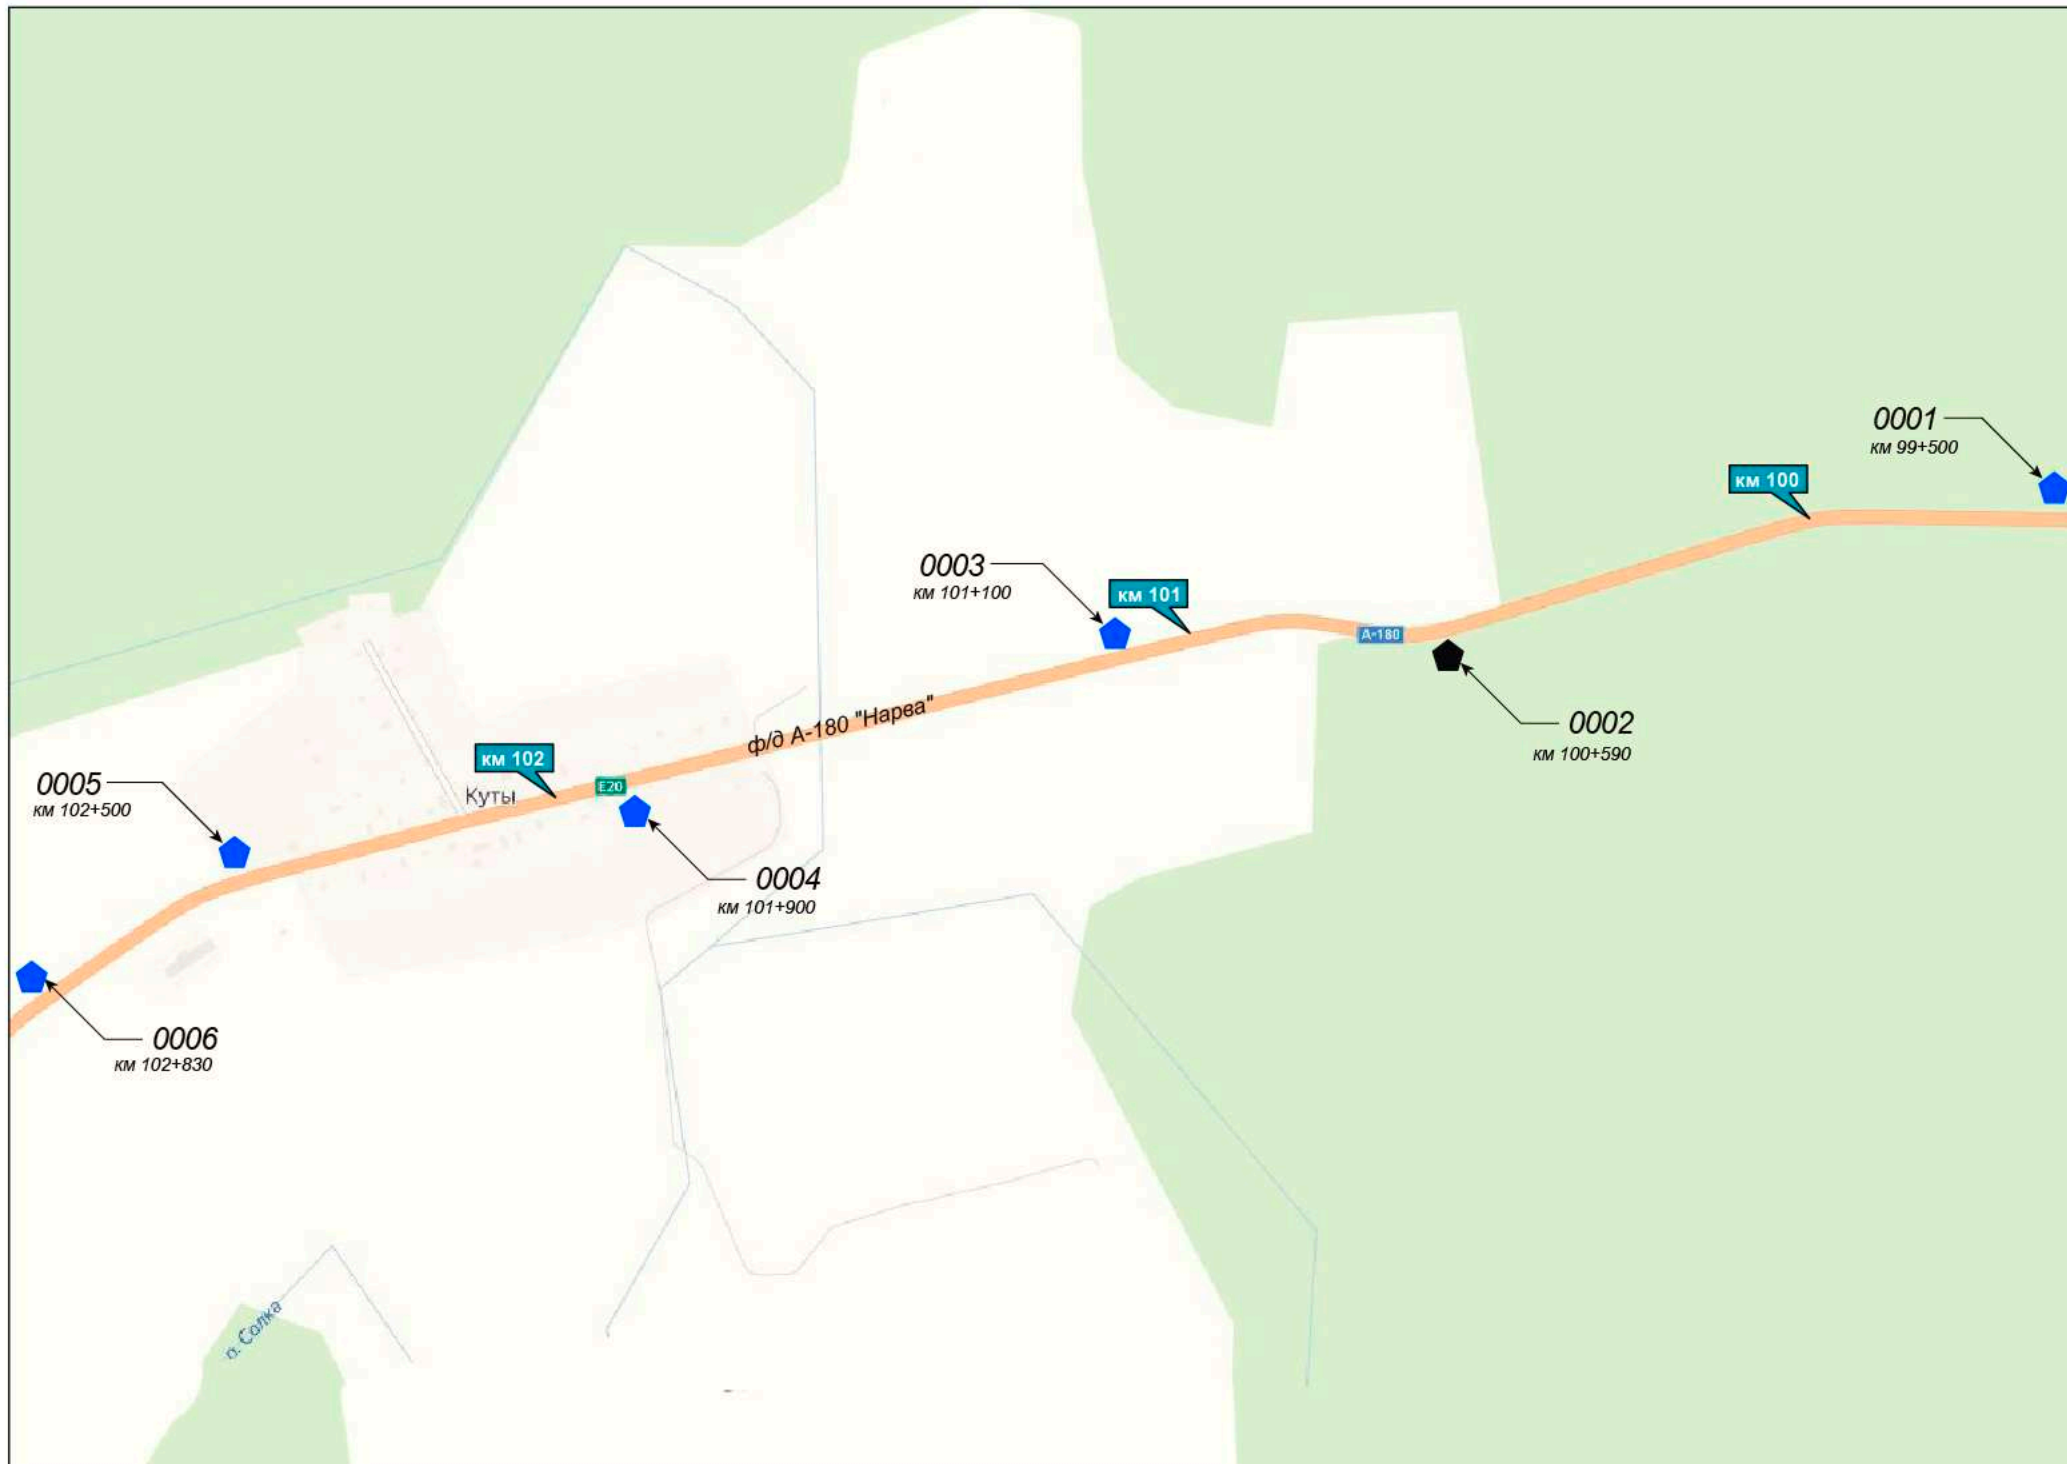 0001
км 99+500
км 100
0003
км 101+100
км 101
А-180
0002
км 100+590
ф/д А-180 "Нарва"
км 102
E20
Куты
0005
км 102+500
0004
км 101+900
0006
км 102+830
р. Солка